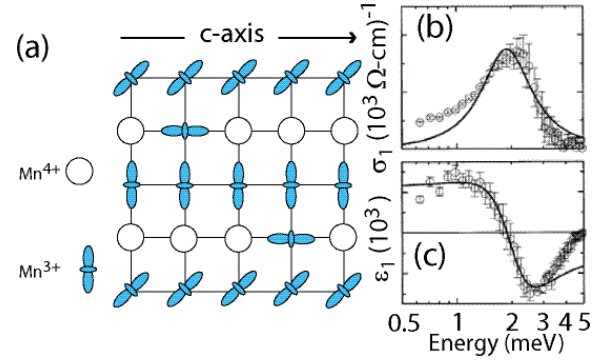 (a)
c-axis
Mn4+
Mn3+
(b)
σ1 (10³ Ω-cm)⁻¹
(c)
ε1 (10³)
0.5 1 2 3 4 5
Energy (meV)